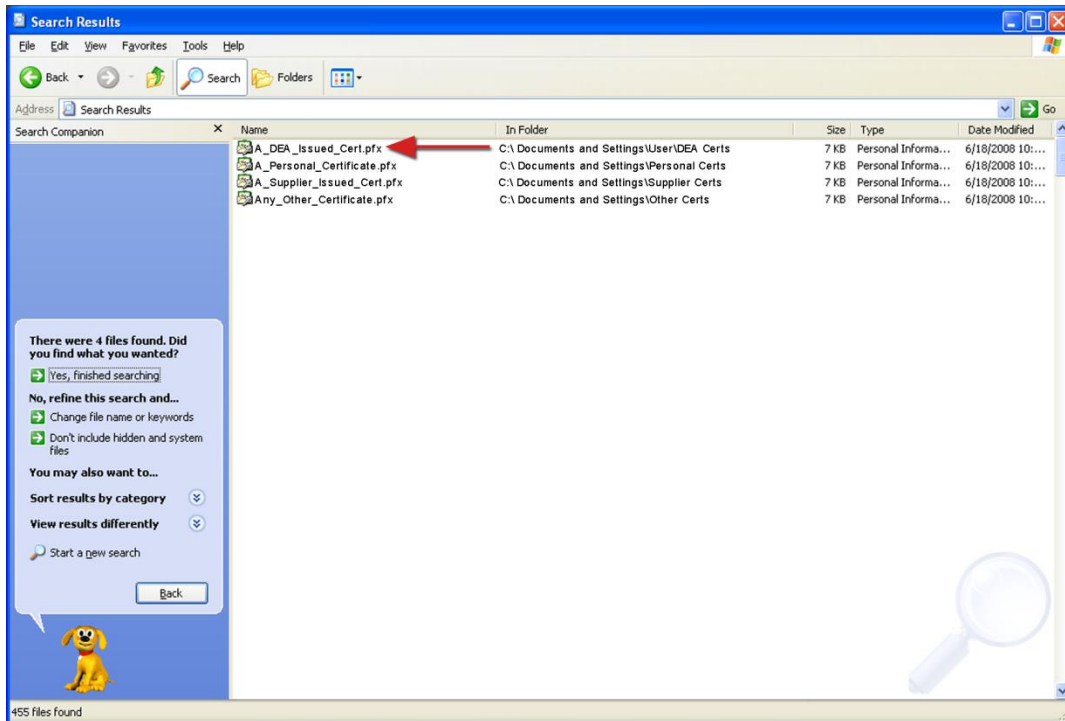 Search Results
File Edit View Favorites Tools Help
Back Search Folders
Address Search Results Go
Search Companion
Name In Folder Size Type Date Modified
A_DEA_Issued_Cert.pfx C:\ Documents and Settings\User\DEA Certs 7 KB Personal Informa... 6/18/2008 10:...
A_Personal_Certificate.pfx C:\ Documents and Settings\Personal Certs 7 KB Personal Informa... 6/18/2008 10:...
A_Supplier_Issued_Cert.pfx C:\ Documents and Settings\Supplier Certs 7 KB Personal Informa... 6/18/2008 10:...
Any_Other_Certificate.pfx C:\ Documents and Settings\Other Certs 7 KB Personal Informa... 6/18/2008 10:...
There were 4 files found. Did
you find what you wanted?
Yes, finished searching
No, refine this search and...
Change file name or keywords
Don't include hidden and system
files
You may also want to...
Sort results by category
View results differently
Start a new search
Back
455 files found